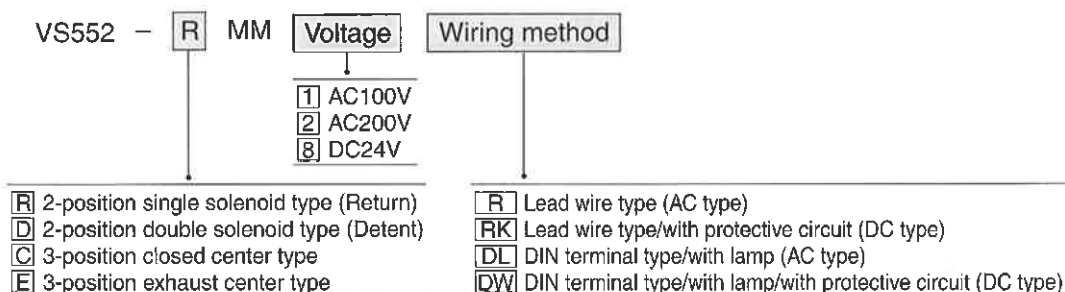 VS552 – R MM Voltage Wiring method
1 AC100V
2 AC200V
8 DC24V
R 2-position single solenoid type (Return)
D 2-position double solenoid type (Detent)
C 3-position closed center type
E 3-position exhaust center type
R Lead wire type (AC type)
RK Lead wire type/with protective circuit (DC type)
DL DIN terminal type/with lamp (AC type)
DW DIN terminal type/with lamp/with protective circuit (DC type)